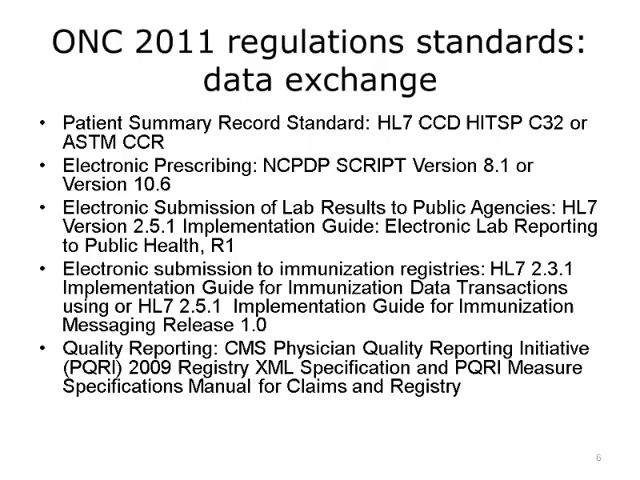 ONC 2011 regulations standards:
data exchange
• Patient Summary Record Standard: HL7 CCD HITSP C32 or
ASTM CCR
• Electronic Prescribing: NCPDP SCRIPT Version 8.1 or
Version 10.6
• Electronic Submission of Lab Results to Public Agencies: HL7
Version 2.5.1 Implementation Guide: Electronic Lab Reporting
to Public Health, R1
• Electronic submission to immunization registries: HL7 2.3.1
Implementation Guide for Immunization Data Transactions
using or HL7 2.5.1  Implementation Guide for Immunization
Messaging Release 1.0
• Quality Reporting: CMS Physician Quality Reporting Initiative
(PQRI) 2009 Registry XML Specification and PQRI Measure
Specifications Manual for Claims and Registry
6